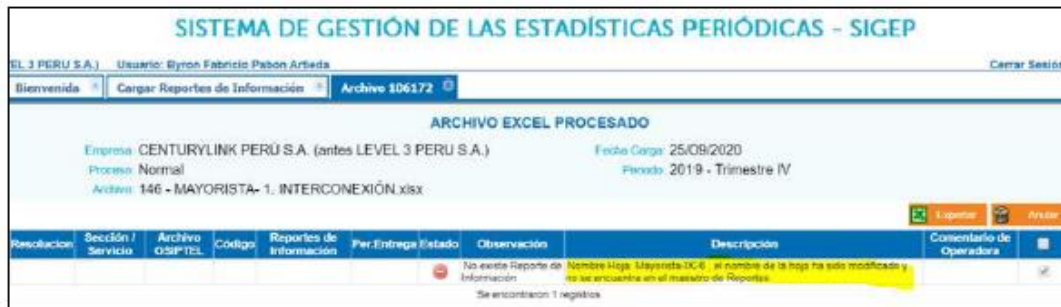 SISTEMA DE GESTIÓN DE LAS ESTADÍSTICAS PERIÓDICAS - SIGEP
EL 3 PERU S.A.) Usuario: Byron Fabricio Pabon Artieda Cerrar Sesión
Bienvenida Cargar Reportes de Información Archivo 106172
ARCHIVO EXCEL PROCESADO
Empresa: CENTURYLINK PERÚ S.A. (antes LEVEL 3 PERU S.A.) Fecha Carga: 25/09/2020
Proceso: Normal Periodo: 2019 - Trimestre IV
Archivo: 146 - MAYORISTA- 1. INTERCONEXIÓN.xlsx
Exportar Anular
Resolucion Sección / Servicio Archivo OSIPTEL Código Reportes de Información Per.Entrega Estado Observación Descripción Comentario de Operadora
No existe Reporte de Información Nombre Hoja: Mayorista-IX-6 , el nombre de la hoja ha sido modificado y no se encuentra en el maestro de Reportes
Se encontraron 1 registros